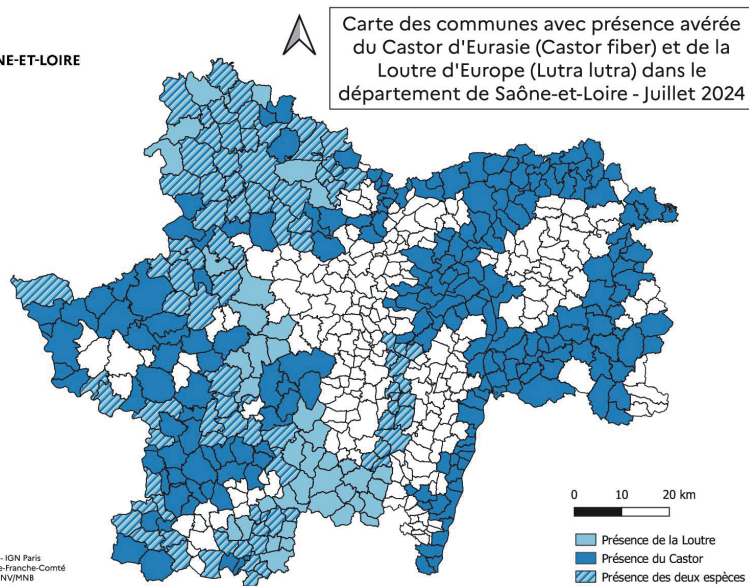 Carte des communes avec présence avérée
du Castor d'Eurasie (Castor fiber) et de la
Loutre d'Europe (Lutra lutra) dans le
département de Saône-et-Loire - Juillet 2024
NE-ET-LOIRE
0 10 20 km
Présence de la Loutre
Présence du Castor
Présence des deux espèces
- IGN Paris
e-Franche-Comté
NV/MNB